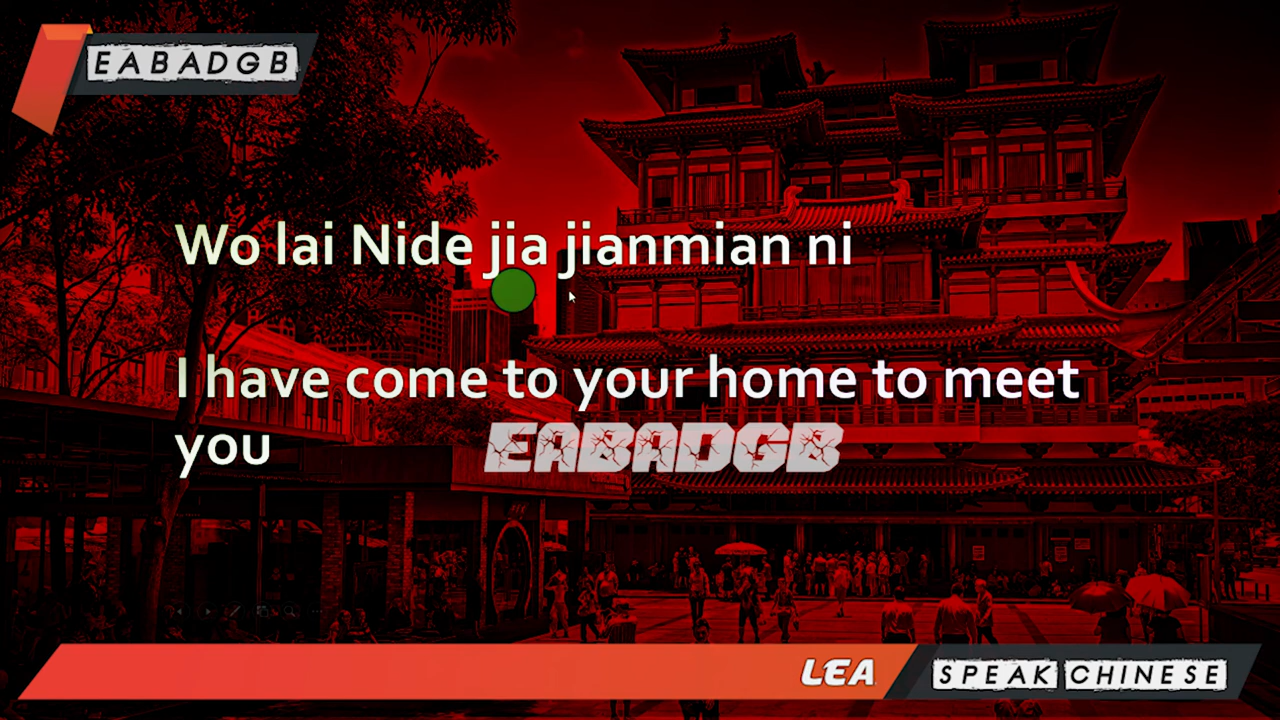 EABADGB
Wo lai Nide jia jianmian ni
I have come to your home to meet
you
EABADGB
LEA
SPEAK CHINESE